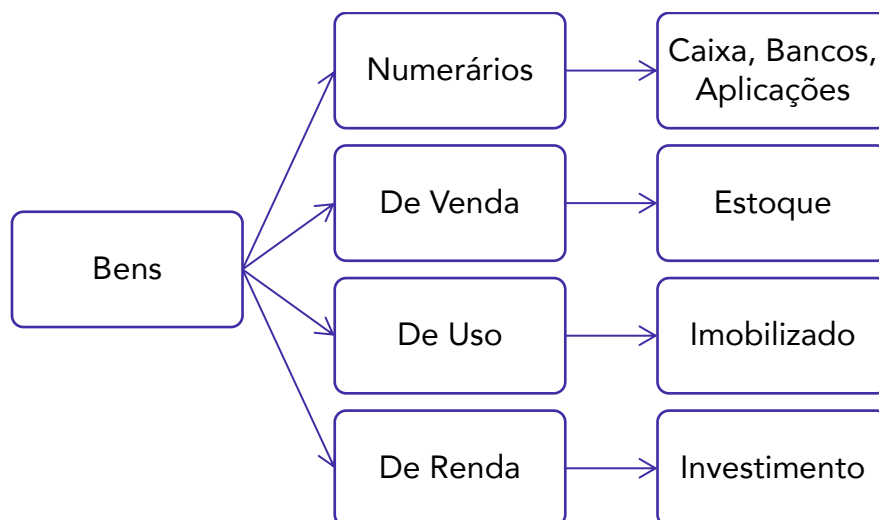 Bens
Numerários
Caixa, Bancos,
Aplicações
De Venda
Estoque
De Uso
Imobilizado
De Renda
Investimento